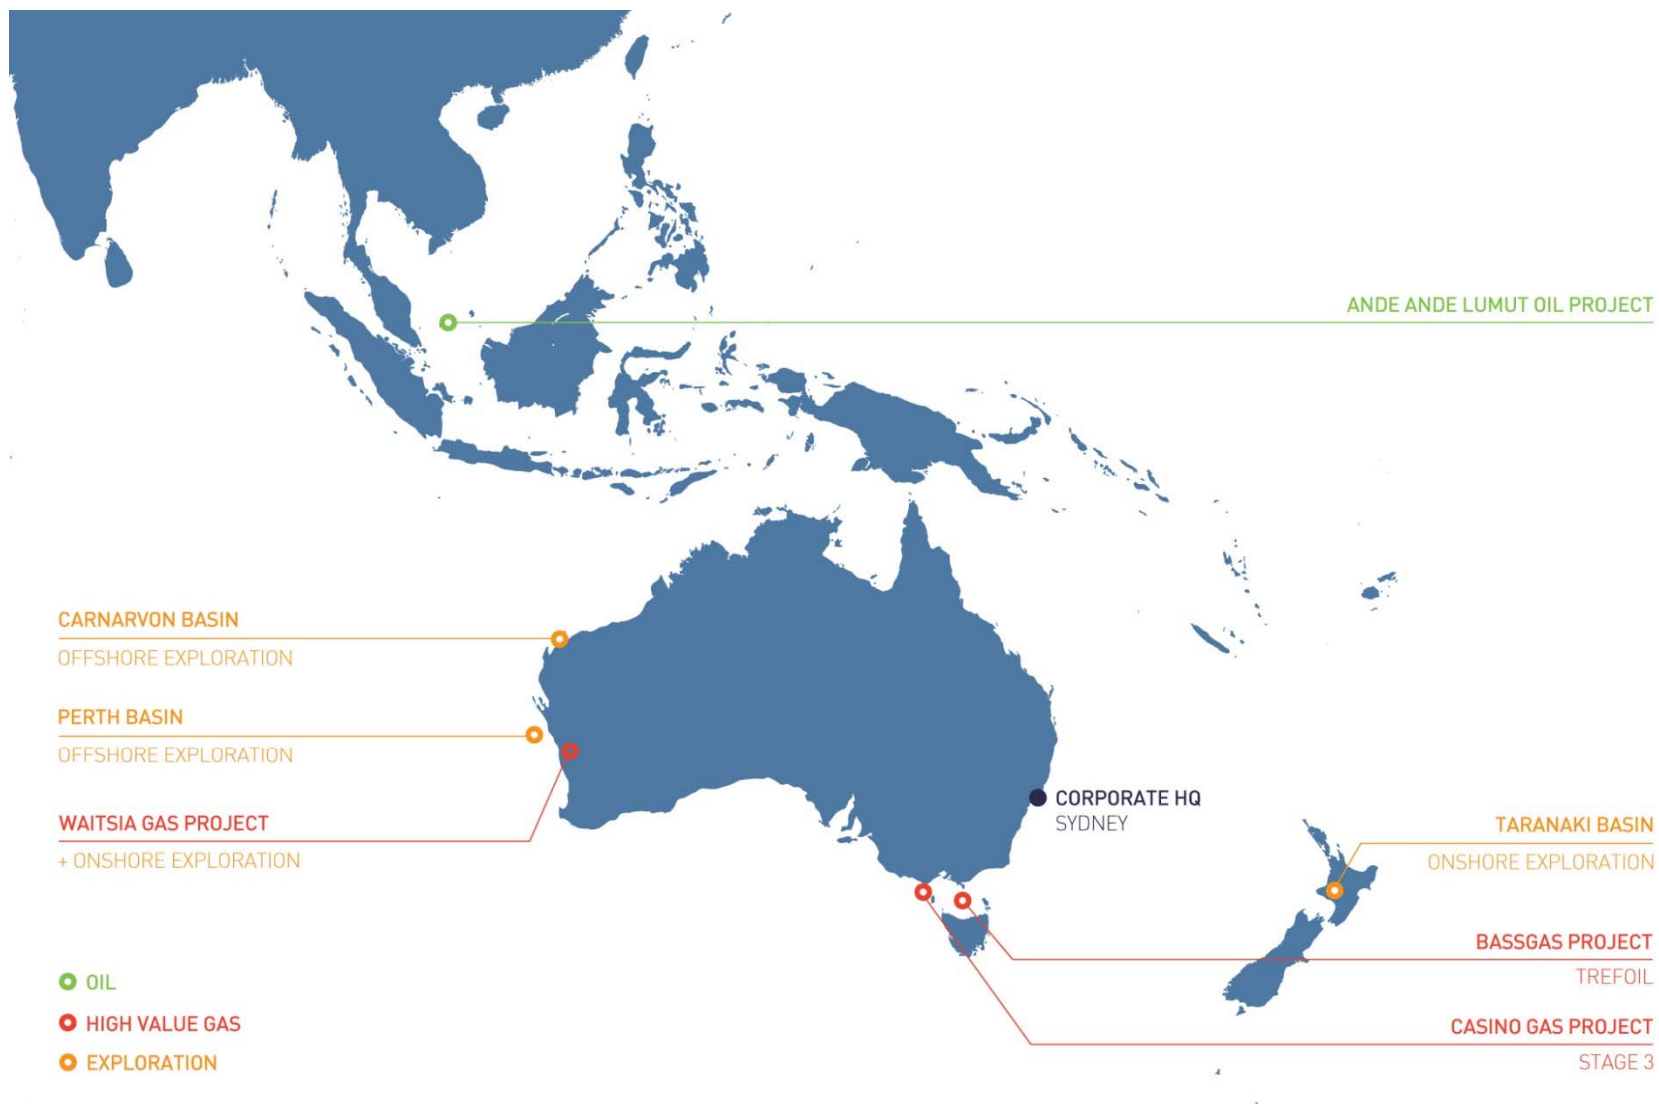 ANDE ANDE LUMUT OIL PROJECT
CARNARVON BASIN
OFFSHORE EXPLORATION
PERTH BASIN
OFFSHORE EXPLORATION
WAITSIA GAS PROJECT
+ ONSHORE EXPLORATION
CORPORATE HQ
SYDNEY
TARANAKI BASIN
ONSHORE EXPLORATION
BASSGAS PROJECT
TREFOIL
CASINO GAS PROJECT
STAGE 3
OIL
HIGH VALUE GAS
EXPLORATION